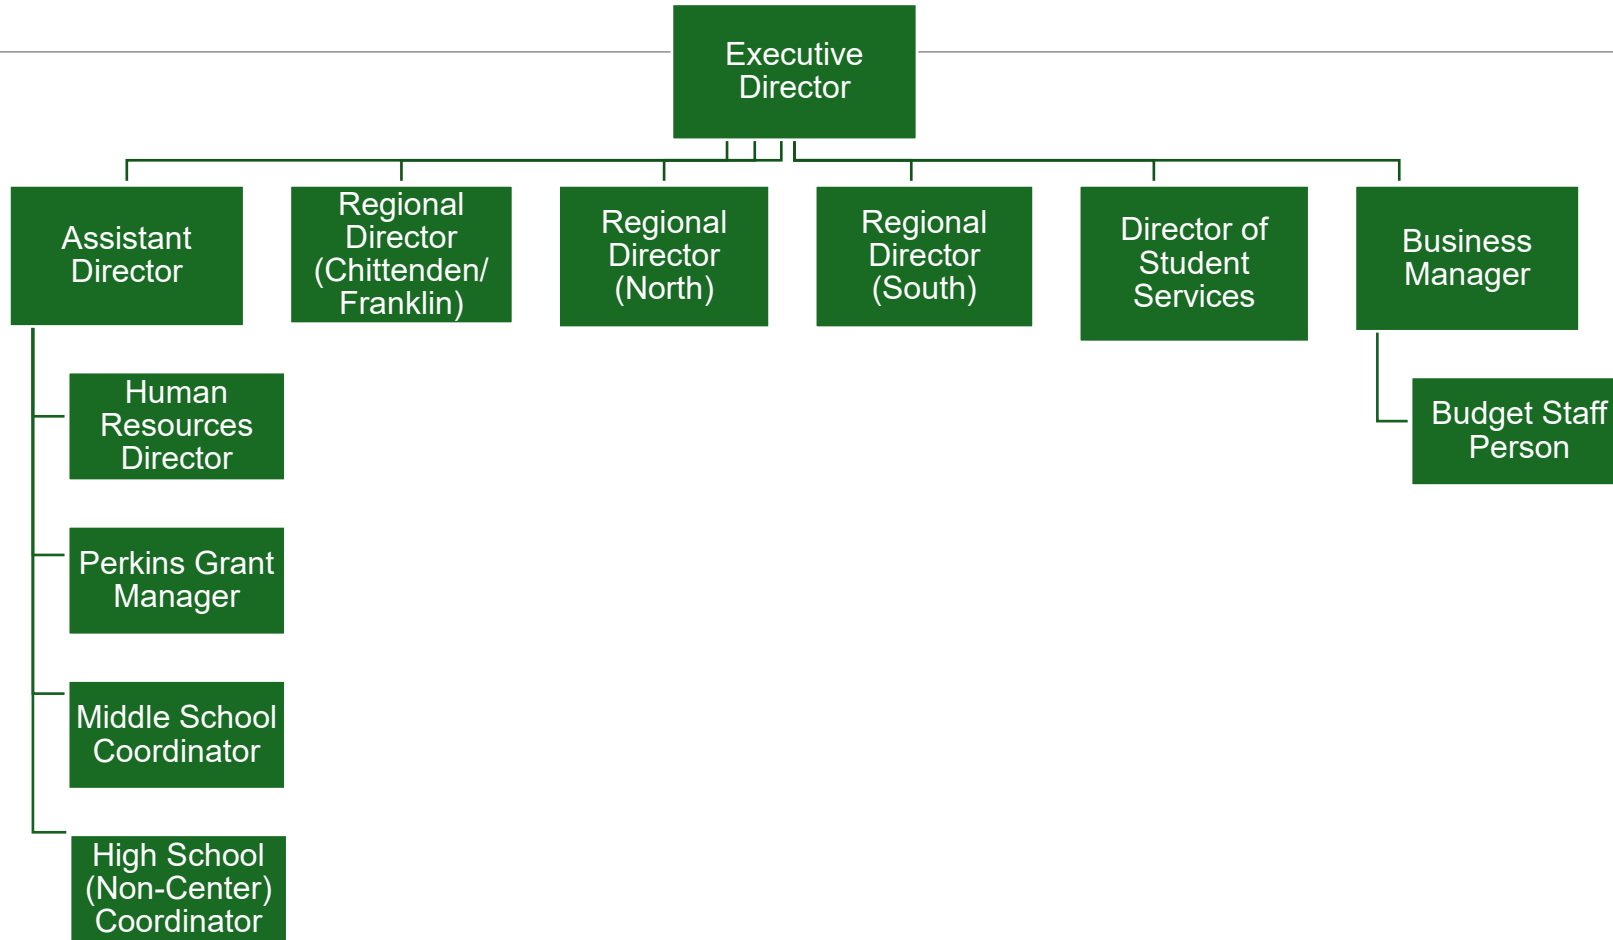 Executive
Director
Assistant
Director
Regional
Director
(Chittenden/
Franklin)
Regional
Director
(North)
Regional
Director
(South)
Director of
Student
Services
Business
Manager
Human
Resources
Director
Budget Staff
Person
Perkins Grant
Manager
Middle School
Coordinator
High School
(Non-Center)
Coordinator